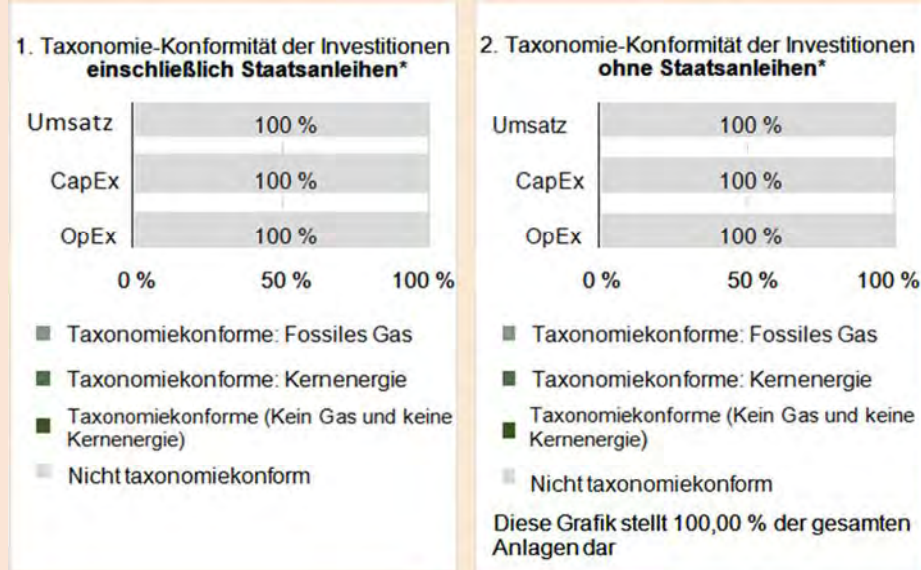 1. Taxonomie-Konformität der Investitionen
einschließlich Staatsanleihen*
Umsatz 100 %
CapEx 100 %
OpEx 100 %
0 % 50 % 100 %
Taxonomiekonforme: Fossiles Gas
Taxonomiekonforme: Kernenergie
Taxonomiekonforme (Kein Gas und keine
Kernenergie)
Nicht taxonomiekonform
2. Taxonomie-Konformität der Investitionen
ohne Staatsanleihen*
Umsatz 100 %
CapEx 100 %
OpEx 100 %
0 % 50 % 100 %
Taxonomiekonforme: Fossiles Gas
Taxonomiekonforme: Kernenergie
Taxonomiekonforme (Kein Gas und keine
Kernenergie)
Nicht taxonomiekonform
Diese Grafik stellt 100,00 % der gesamten
Anlagen dar